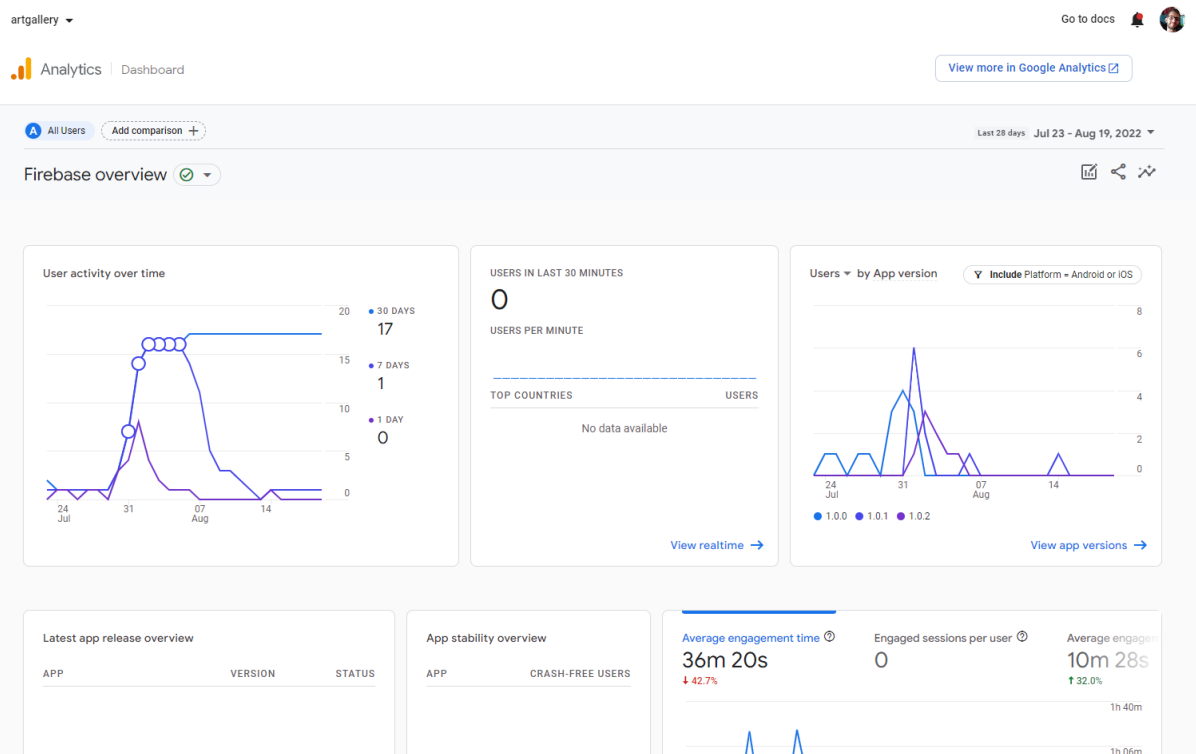 artgallery
Go to docs
Analytics
Dashboard
View more in Google Analytics
A All Users
Add comparison +
Last 28 days Jul 23 - Aug 19, 2022
Firebase overview
User activity over time
20
15
10
5
0
24
Jul
31
07
Aug
14
30 DAYS
17
7 DAYS
1
1 DAY
0
USERS IN LAST 30 MINUTES
0
USERS PER MINUTE
TOP COUNTRIES USERS
No data available
View realtime
Users by App version
Include Platform = Android or iOS
8
6
4
2
0
24
Jul
31
07
Aug
14
1.0.0 1.0.1 1.0.2
View app versions
Latest app release overview
APP VERSION STATUS
App stability overview
APP CRASH-FREE USERS
Average engagement time
36m 20s
42.7%
Engaged sessions per user
0
Average engagem
10m 28s
32.0%
1h 40m
1h 06m